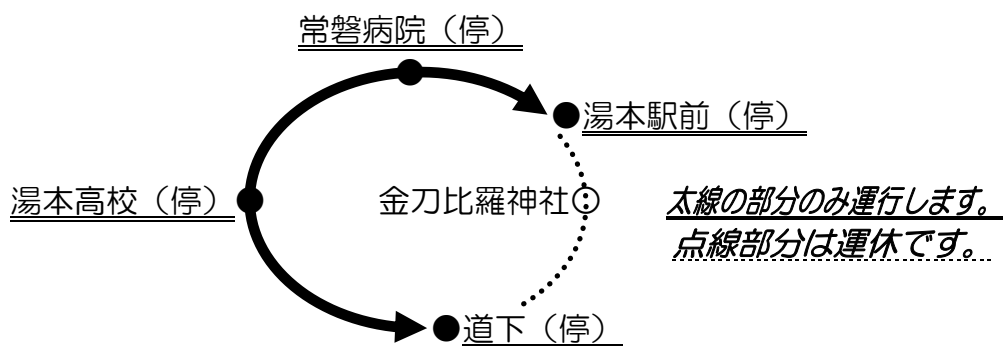 常磐病院（停）
湯本駅前（停）
湯本高校（停）
金刀比羅神社
太線の部分のみ運行します。
点線部分は運休です。
道下（停）